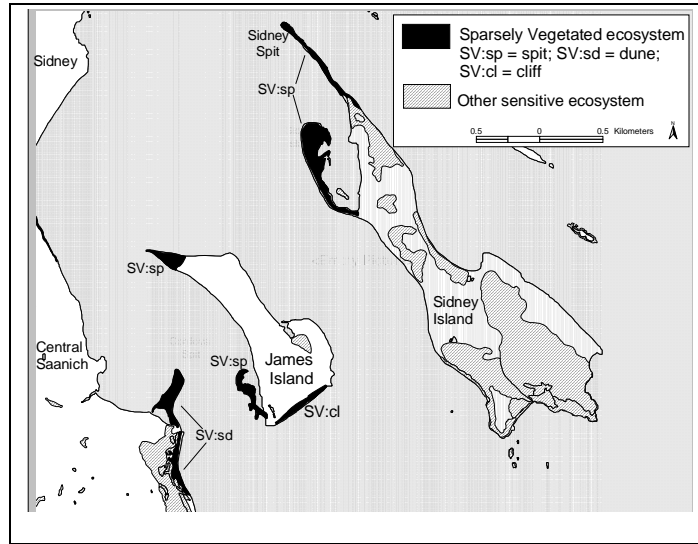 Sidney
Spit
Sidney
SV:sp
Sparsely Vegetated ecosystem
SV:sp = spit; SV:sd = dune;
SV:cl = cliff
Other sensitive ecosystem
0.5 0 0.5 Kilometers
N
SV:sp
Sidney
Island
Central
Saanich
SV:sp
James
Island
SV:cl
SV:sd